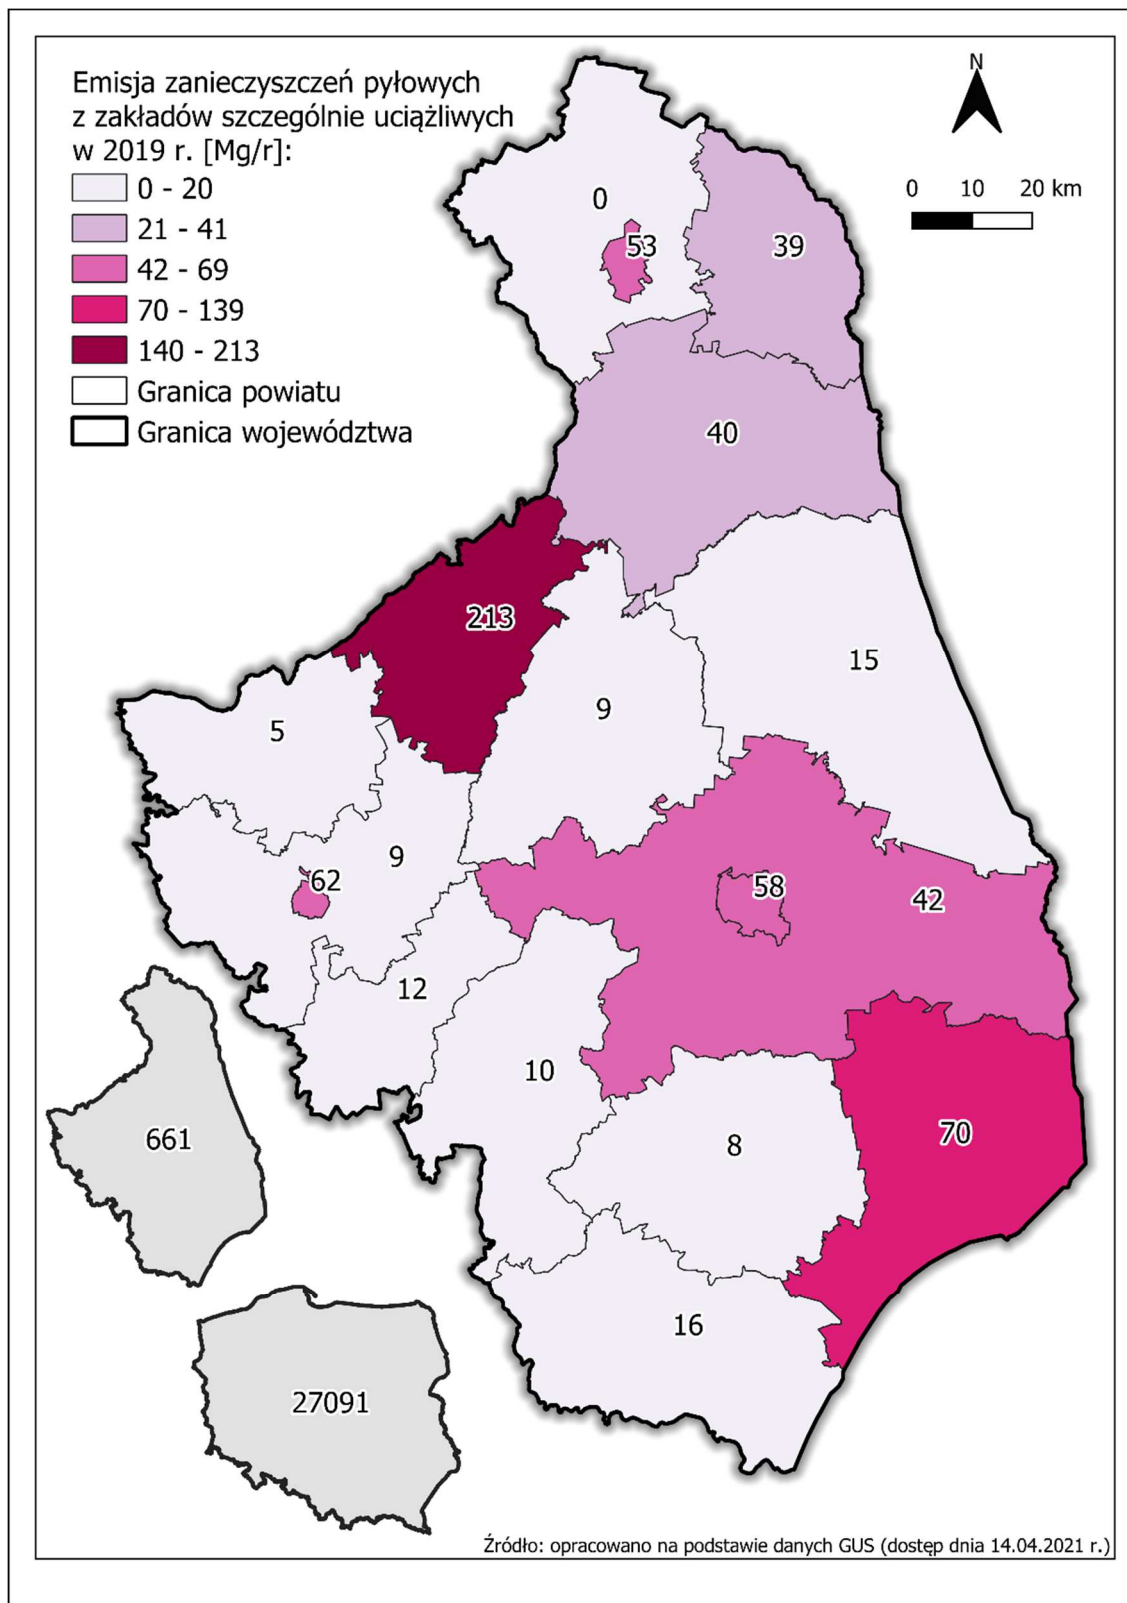 Emisja zanieczyszczeń pyłowych
z zakładów szczególnie uciążliwych
w 2019 r. [Mg/r]:
0 - 20
21 - 41
42 - 69
70 - 139
140 - 213
Granica powiatu
Granica województwa
N
0 10 20 km
0
53
39
40
213
15
9
5
9
62
58
42
12
10
8
70
16
661
27091
Źródło: opracowano na podstawie danych GUS (dostęp dnia 14.04.2021 r.)